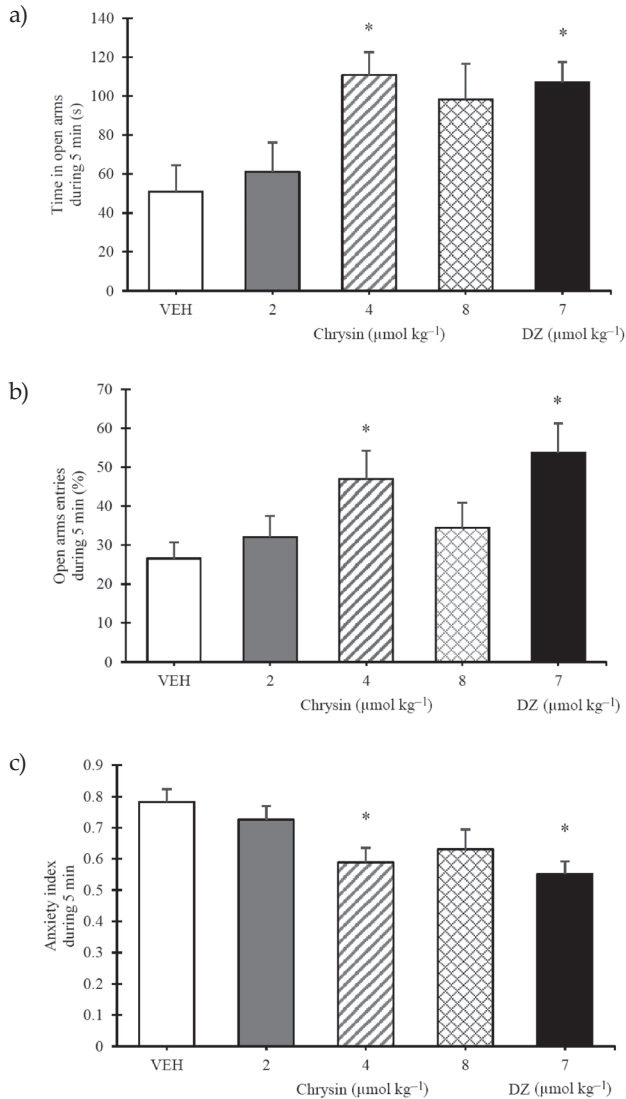 a)
Time in open arms
during 5 min (s)
140
120
100
80
60
40
20
0
*
*
VEH
2
4
8
7
Chrysin (µmol kg⁻¹)
DZ (µmol kg⁻¹)
b)
Open arms entries
during 5 min (%)
70
60
50
40
30
20
10
0
*
*
VEH
2
4
8
7
Chrysin (µmol kg⁻¹)
DZ (µmol kg⁻¹)
c)
Anxiety index
during 5 min
0.9
0.8
0.7
0.6
0.5
0.4
0.3
0.2
0.1
0
*
*
VEH
2
4
8
7
Chrysin (µmol kg⁻¹)
DZ (µmol kg⁻¹)